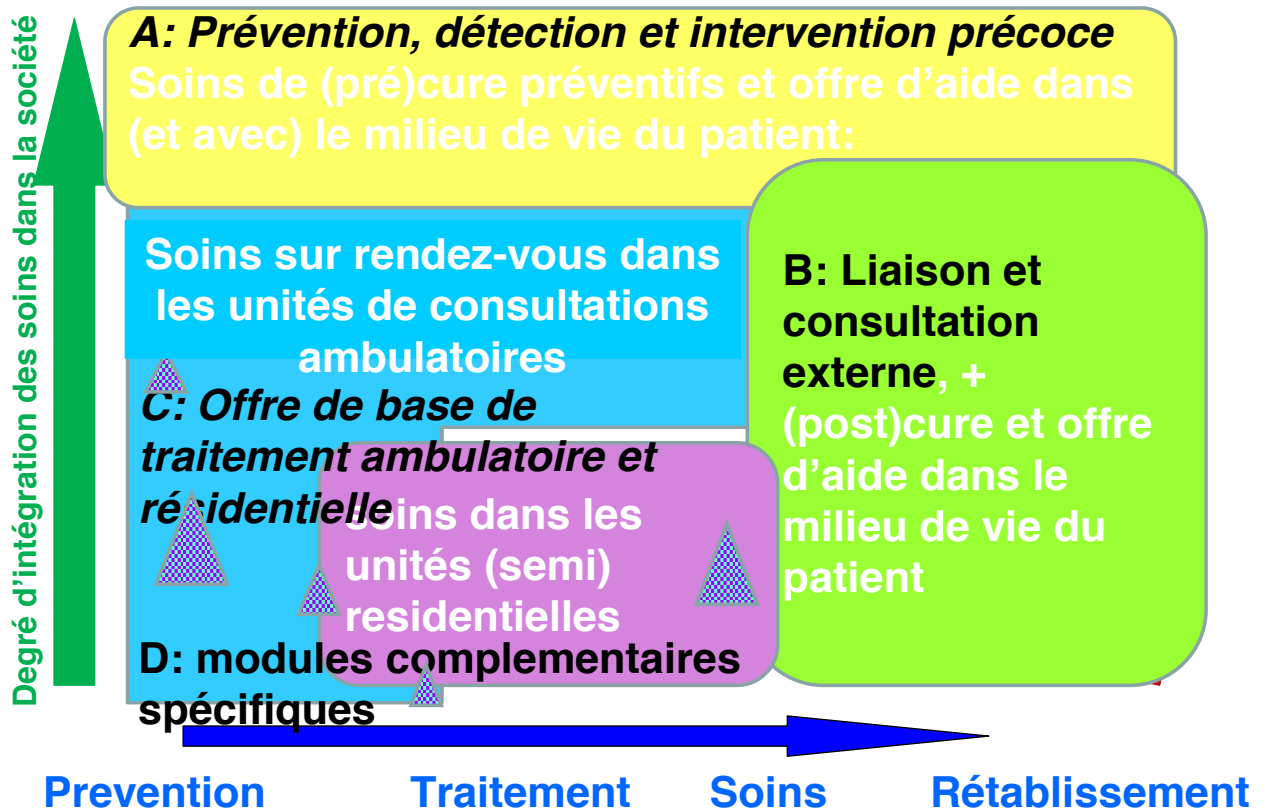 Degré d'intégration des soins dans la société
A: Prévention, détection et intervention précoce
Soins de (pré)cure préventifs et offre d'aide dans
(et avec) le milieu de vie du patient:
Soins sur rendez-vous dans
les unités de consultations
ambulatoires
C: Offre de base de
traitement ambulatoire et
résidentielle
soins dans les
unités (semi)
residentielles
D: modules complementaires
spécifiques
B: Liaison et
consultation
externe, +
(post)cure et offre
d'aide dans le
milieu de vie du
patient
Prevention Traitement Soins Rétablissement